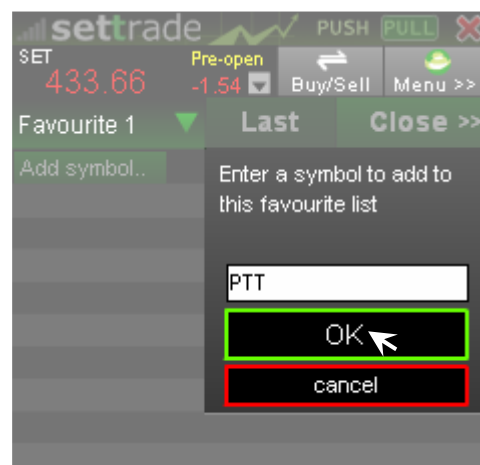 settrade PUSH PULL
SET Pre-open
433.66 -1.54 Buy/Sell Menu >>
Favourite 1 Last Close >>
Add symbol..
Enter a symbol to add to
this favourite list
PTT
OK
cancel